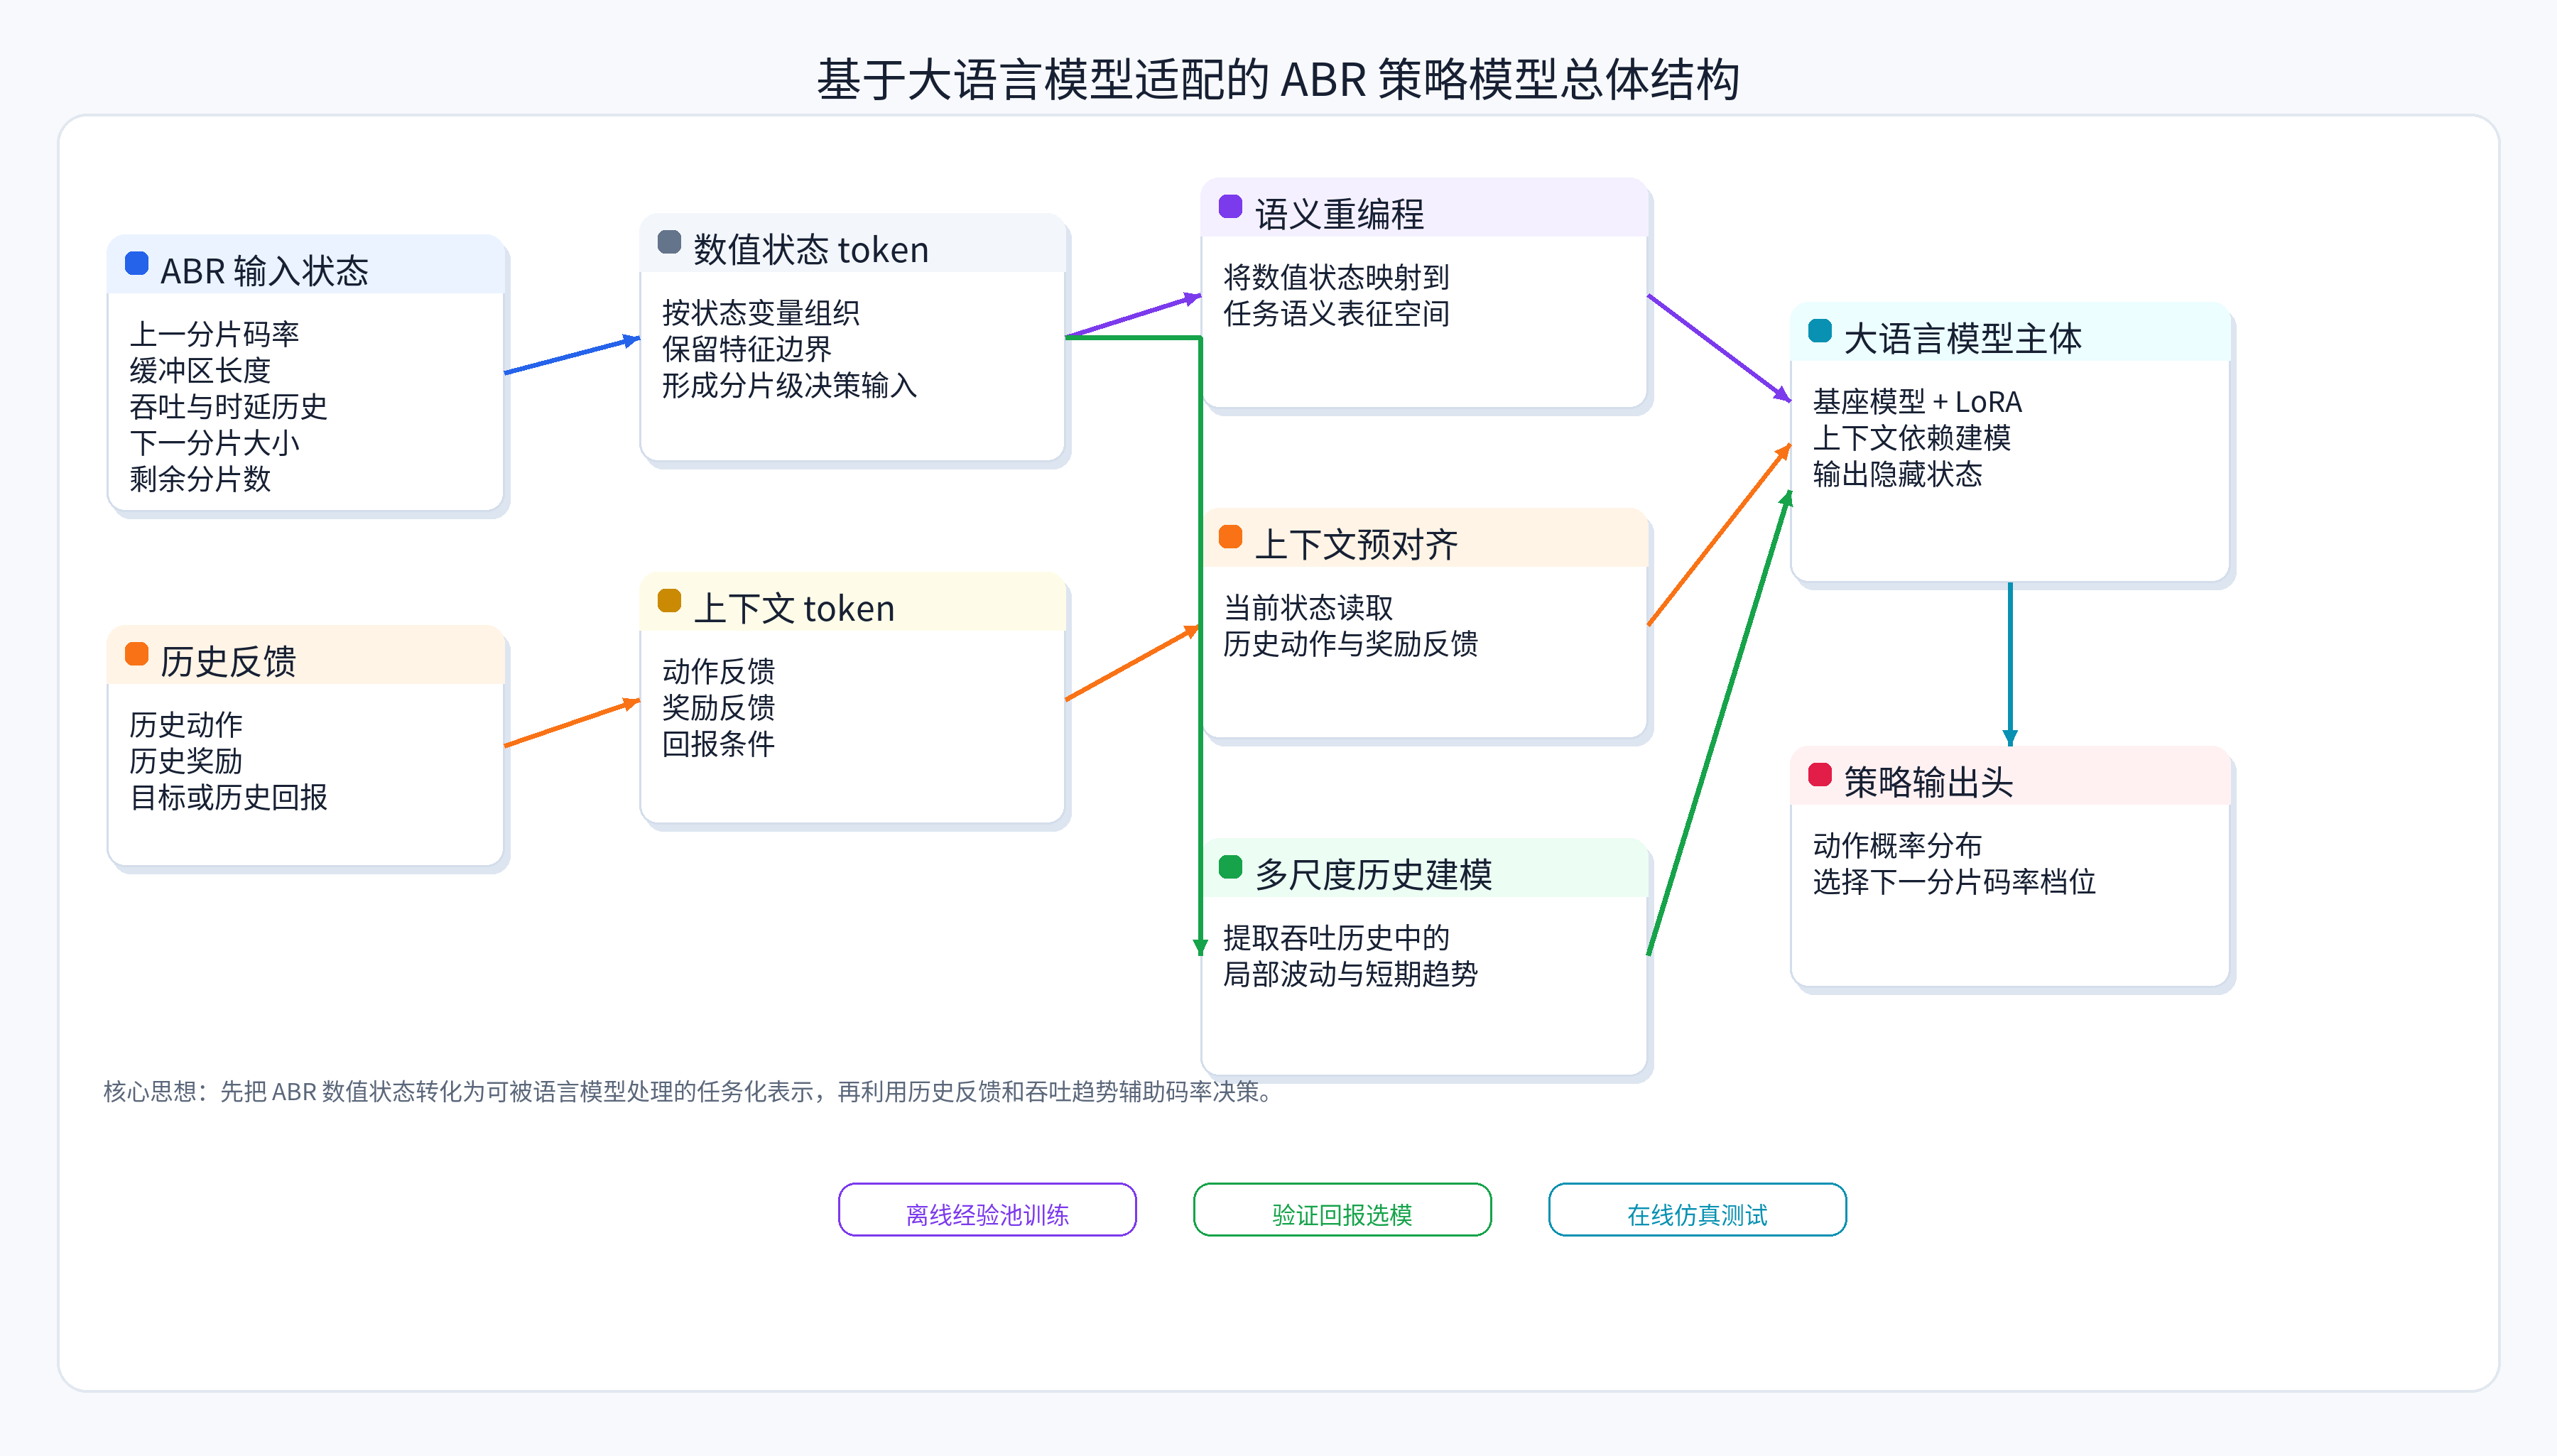 基于大语言模型适配的 ABR 策略模型总体结构
ABR 输入状态
上一分片码率
缓冲区长度
吞吐与时延历史
下一分片大小
剩余分片数
历史反馈
历史动作
历史奖励
目标或历史回报
数值状态 token
按状态变量组织
保留特征边界
形成分片级决策输入
上下文 token
动作反馈
奖励反馈
回报条件
语义重编程
将数值状态映射到
任务语义表征空间
上下文预对齐
当前状态读取
历史动作与奖励反馈
多尺度历史建模
提取吞吐历史中的
局部波动与短期趋势
大语言模型主体
基座模型 + LoRA
上下文依赖建模
输出隐藏状态
策略输出头
动作概率分布
选择下一分片码率档位
核心思想：先把 ABR 数值状态转化为可被语言模型处理的任务化表示，再利用历史反馈和吞吐趋势辅助码率决策。
离线经验池训练
验证回报选模
在线仿真测试